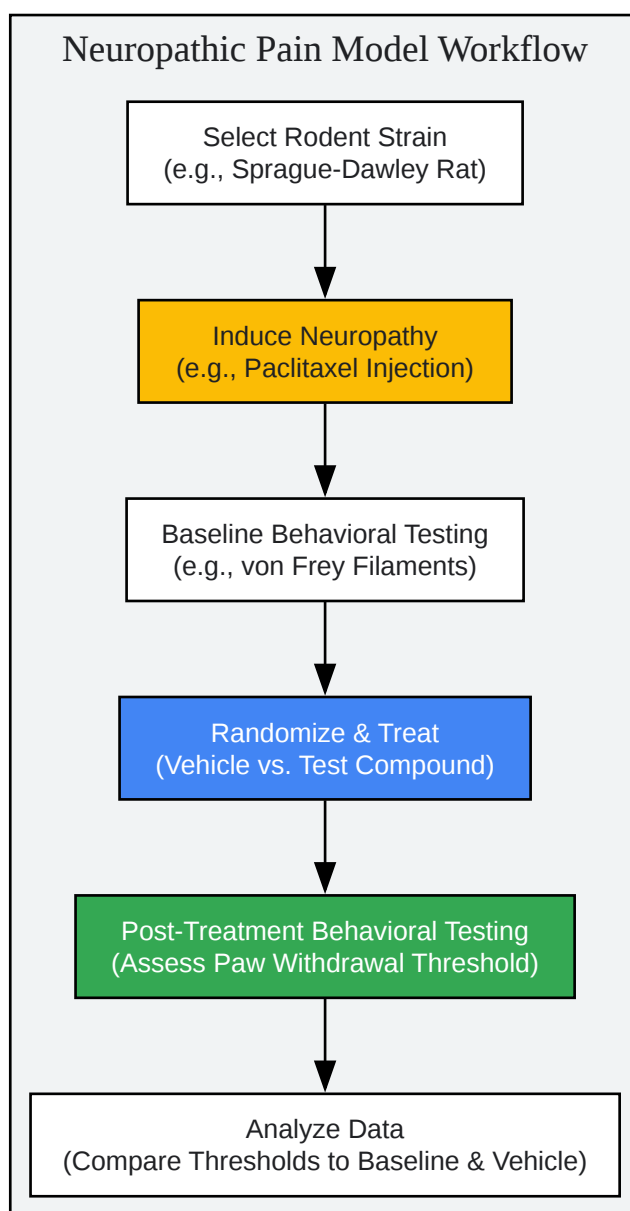 Neuropathic Pain Model Workflow
Select Rodent Strain
(e.g., Sprague-Dawley Rat)
Induce Neuropathy
(e.g., Paclitaxel Injection)
Baseline Behavioral Testing
(e.g., von Frey Filaments)
Randomize & Treat
(Vehicle vs. Test Compound)
Post-Treatment Behavioral Testing
(Assess Paw Withdrawal Threshold)
Analyze Data
(Compare Thresholds to Baseline & Vehicle)